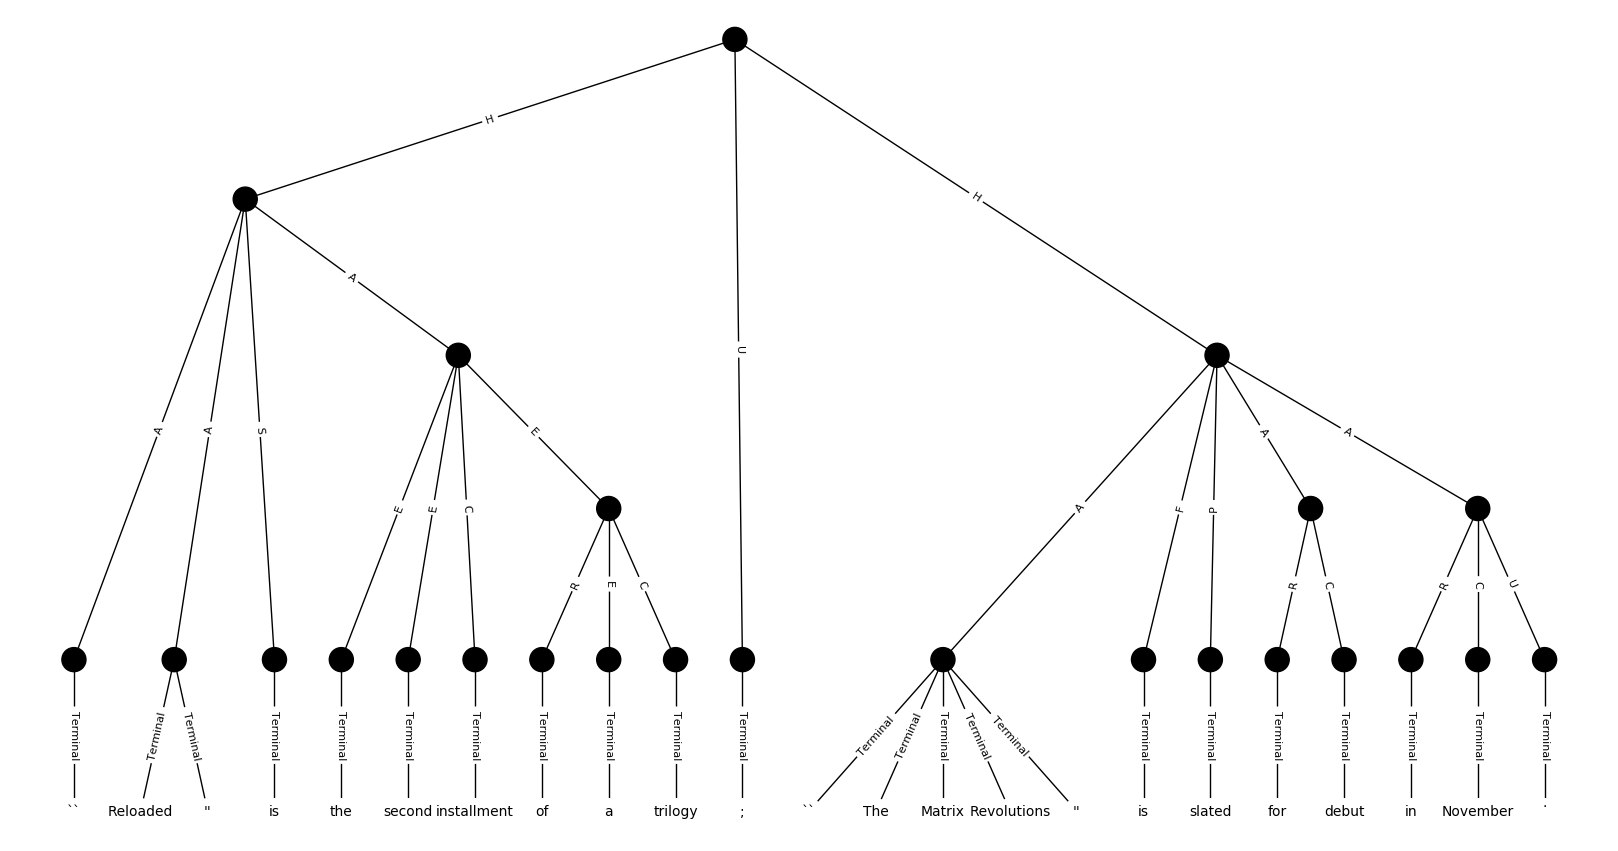 H
H
A
A
A
S
U
E
A
A
E
E
C
A
F
P
R
E
C
R
C
R
C
U
Terminal Terminal Terminal Terminal Terminal Terminal Terminal Terminal Terminal Terminal Terminal Terminal Terminal Terminal Terminal Terminal Terminal Terminal Terminal Terminal Terminal Terminal Terminal
`` Reloaded " is the second installment of a trilogy ; `` The Matrix Revolutions " is slated for debut in November .